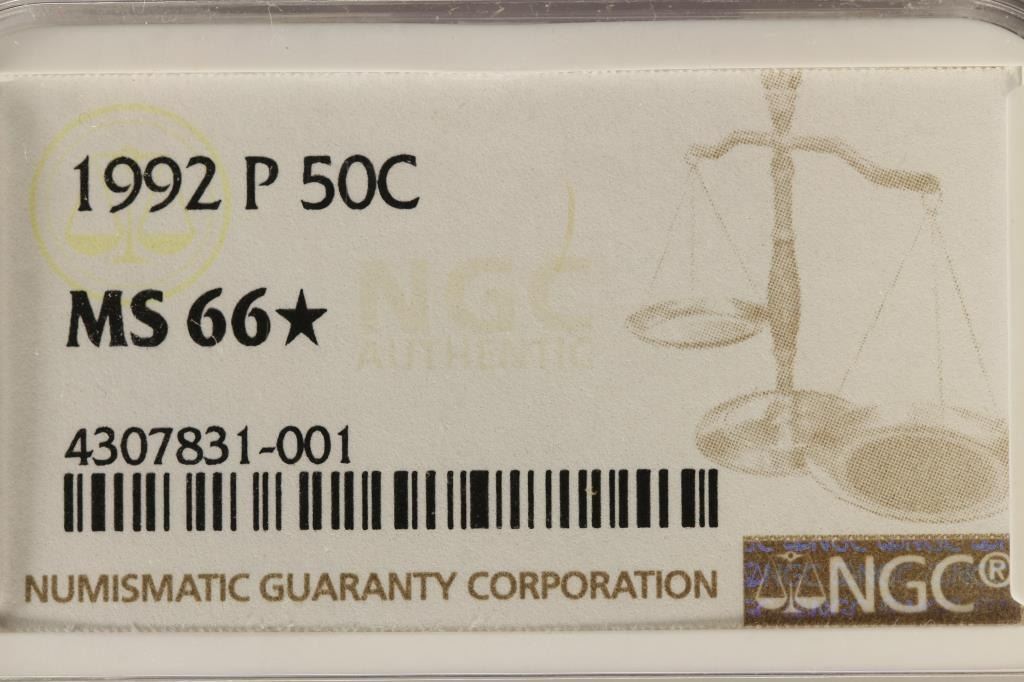 1992 P 50C
MS 66★
NGC
AUTHENTIC
4307831-001
NUMISMATIC GUARANTY CORPORATION
NGC®